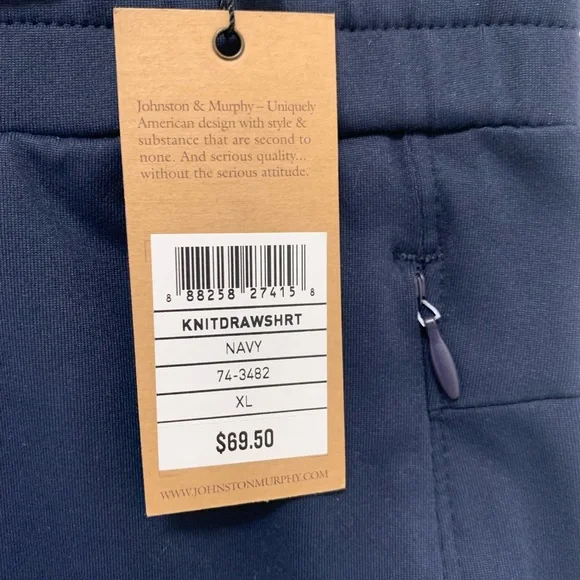 Johnston & Murphy – Uniquely
American design with style &
substance that are second to
none. And serious quality...
without the serious attitude.
8 88258 27415 8
KNITDRAWSHRT
NAVY
74-3482
XL
$69.50
WWW.JOHNSTONMURPHY.COM